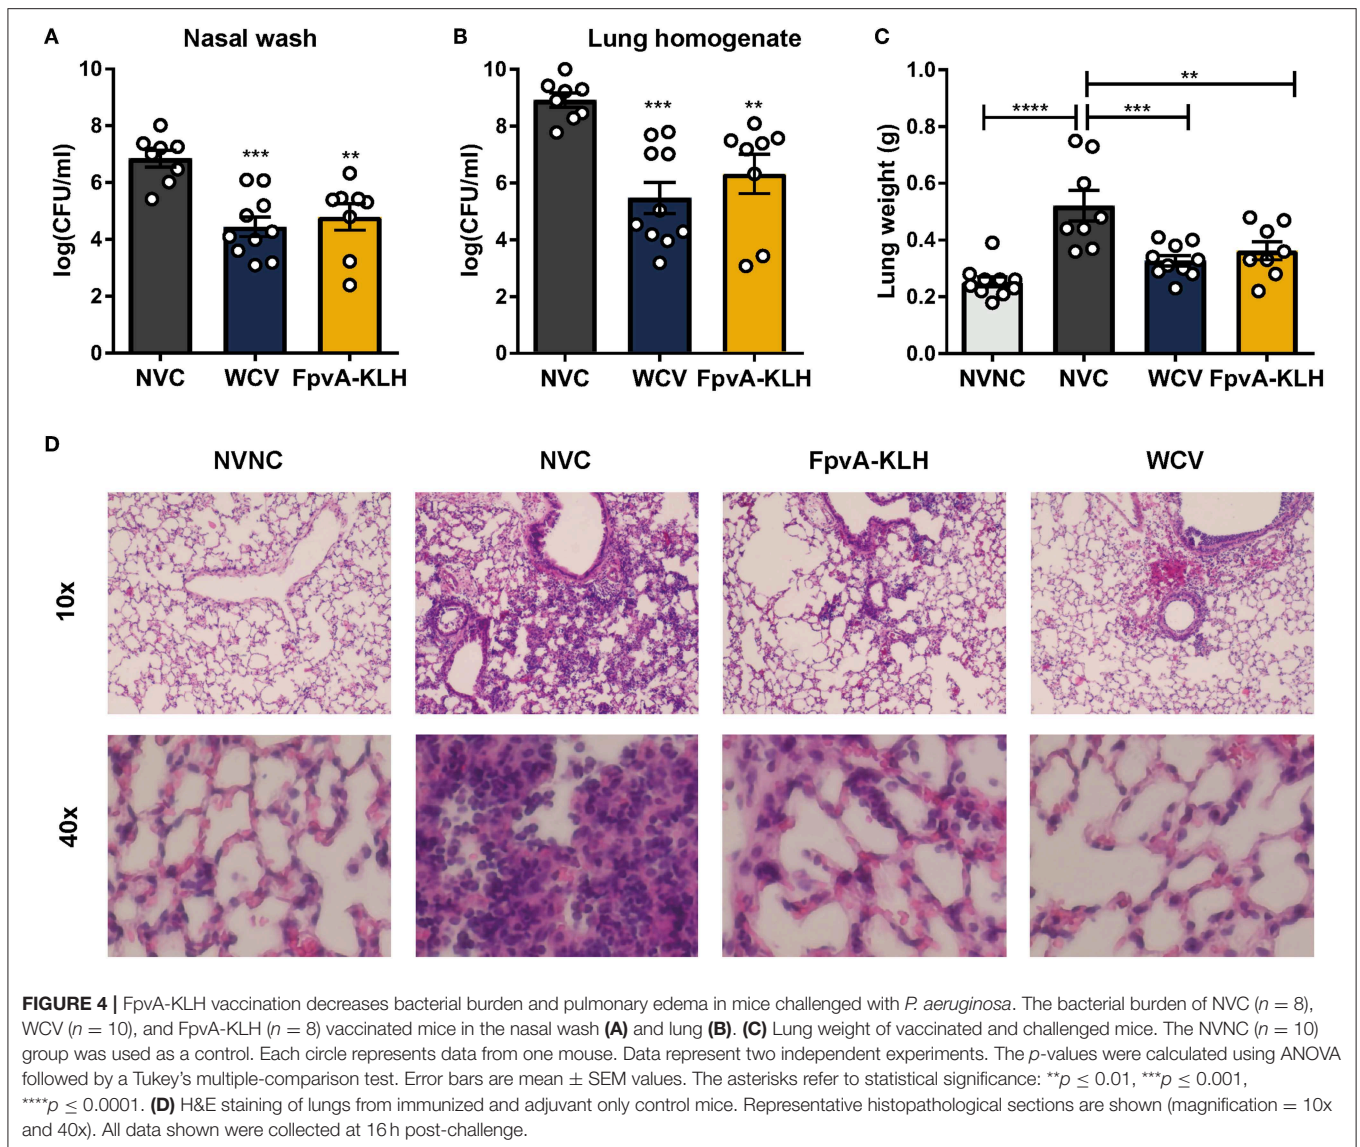 A
Nasal wash
log(CFU/ml)
10
8
6
4
2
0
***
**
NVC WCV FpvA-KLH
B
Lung homogenate
log(CFU/ml)
10
8
6
4
2
0
***
**
NVC WCV FpvA-KLH
C
Lung weight (g)
1.0
0.8
0.6
0.4
0.2
0.0
**
**** ***
NVNC NVC WCV FpvA-KLH
D
NVNC NVC FpvA-KLH WCV
10x
40x
FIGURE 4 | FpvA-KLH vaccination decreases bacterial burden and pulmonary edema in mice challenged with P. aeruginosa. The bacterial burden of NVC (n = 8),
WCV (n = 10), and FpvA-KLH (n = 8) vaccinated mice in the nasal wash (A) and lung (B). (C) Lung weight of vaccinated and challenged mice. The NVNC (n = 10)
group was used as a control. Each circle represents data from one mouse. Data represent two independent experiments. The p-values were calculated using ANOVA
followed by a Tukey's multiple-comparison test. Error bars are mean ± SEM values. The asterisks refer to statistical significance: **p ≤ 0.01, ***p ≤ 0.001,
****p ≤ 0.0001. (D) H&E staining of lungs from immunized and adjuvant only control mice. Representative histopathological sections are shown (magnification = 10x
and 40x). All data shown were collected at 16 h post-challenge.